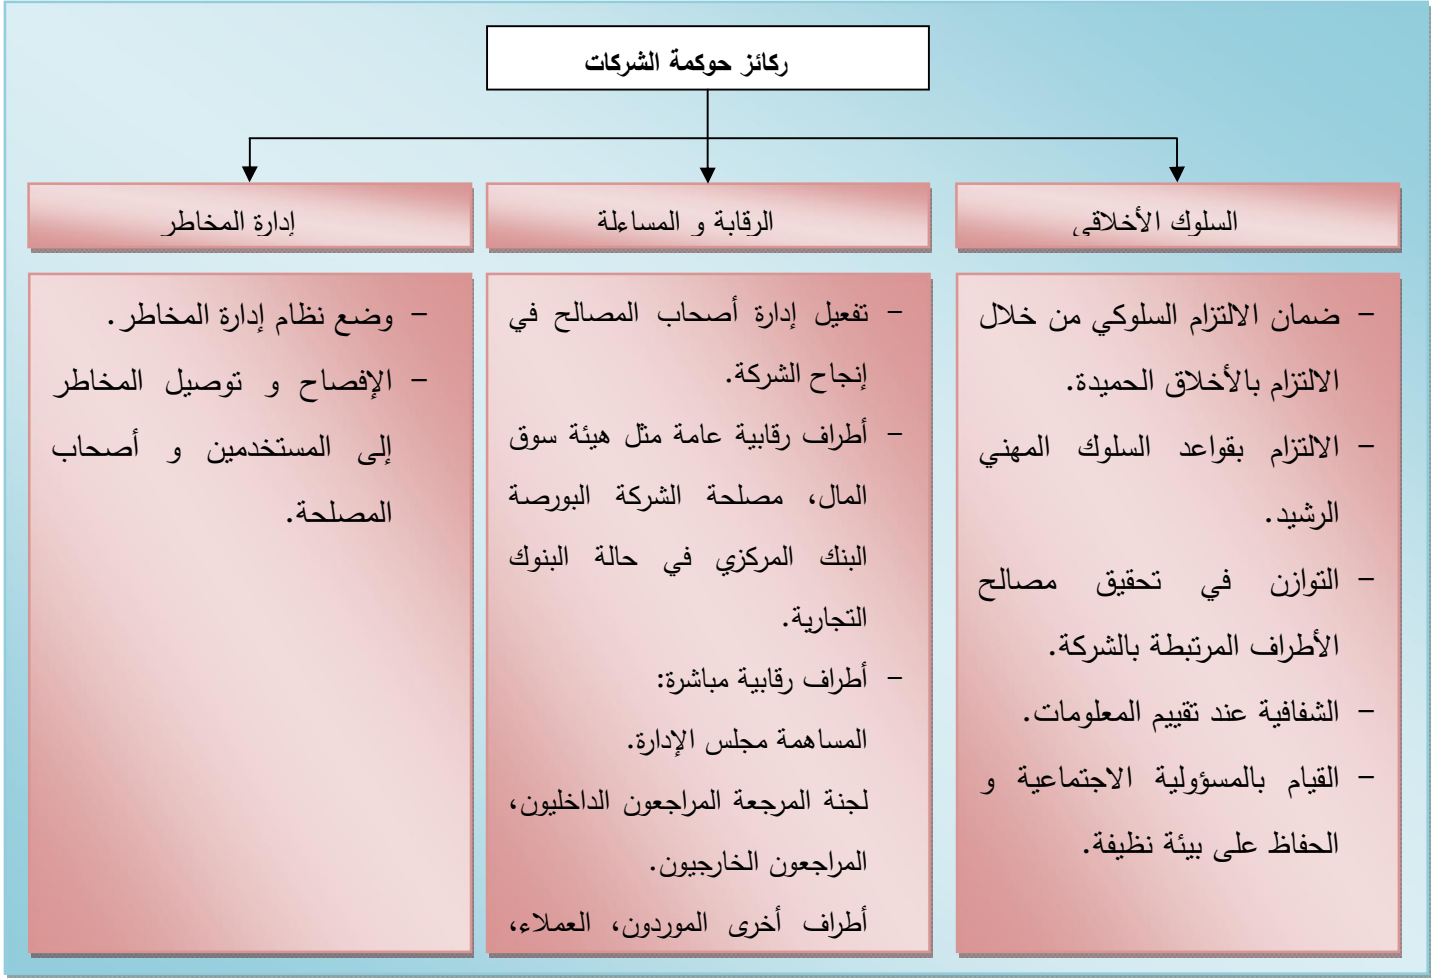 ركائز حوكمة الشركات
السلوك الأخلاقي
الرقابة و المساءلة
إدارة المخاطر
- ضمان الالتزام السلوكي من خلال
الالتزام بالأخلاق الحميدة.
- الالتزام بقواعد السلوك المهني
الرشيد.
- التوازن في تحقيق مصالح
الأطراف المرتبطة بالشركة.
- الشفافية عند تقييم المعلومات.
- القيام بالمسؤولية الاجتماعية و
الحفاظ على بيئة نظيفة.
- تفعيل إدارة أصحاب المصالح في
إنجاح الشركة.
- أطراف رقابية عامة مثل هيئة سوق
المال، مصلحة الشركة البورصة
البنك المركزي في حالة البنوك
التجارية.
- أطراف رقابية مباشرة:
المساهمة مجلس الإدارة.
لجنة المرجعة المراجعون الداخليون،
المراجعون الخارجيون.
أطراف أخرى الموردون، العملاء،
- وضع نظام إدارة المخاطر.
- الإفصاح و توصيل المخاطر
إلى المستخدمين و أصحاب
المصلحة.